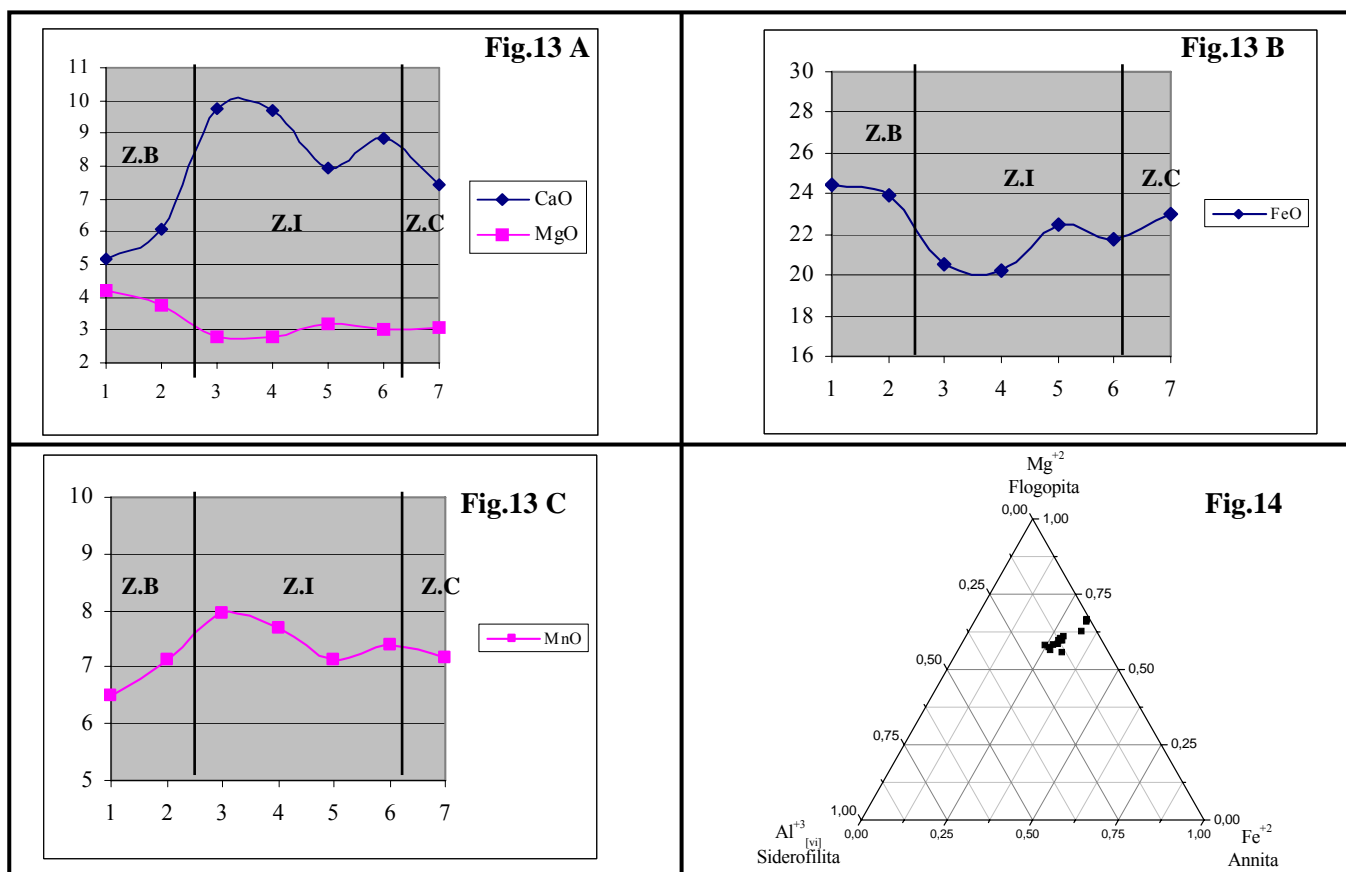 Fig.13 A
11
10
9
8
7
6
5
4
3
2
Z.B
Z.I
Z.C
1 2 3 4 5 6 7
CaO
MgO
Fig.13 B
30
28
26
24
22
20
18
16
Z.B
Z.I
Z.C
1 2 3 4 5 6 7
FeO
Fig.13 C
10
9
8
7
6
5
Z.B
Z.I
Z.C
1 2 3 4 5 6 7
MnO
Fig.14
Mg+2
Flogopita
0,00 1,00
0,25 0,75
0,50 0,50
0,75 0,25
1,00 0,00
0,00 0,25 0,50 0,75 1,00
Al+3 [vi]
Siderofilita
Fe+2
Annita